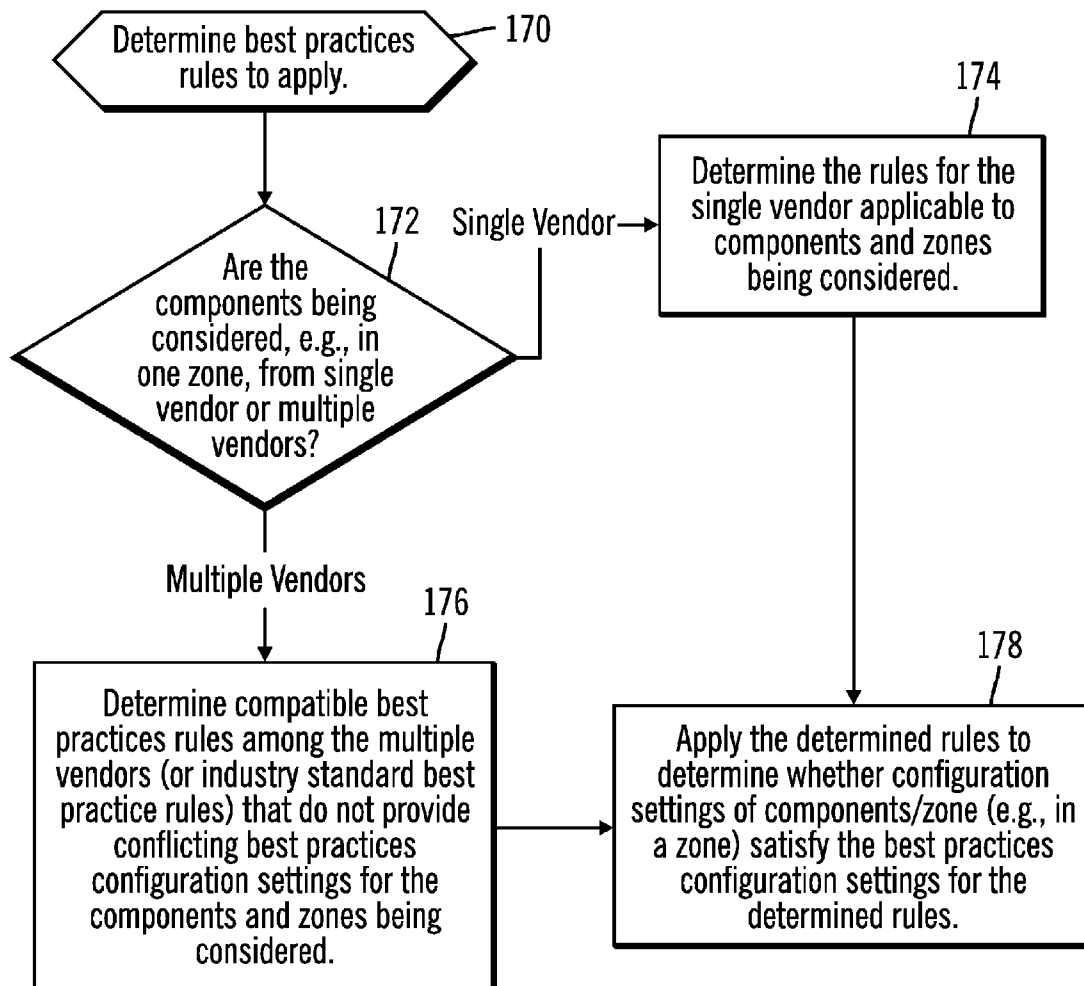 Determine best practices
rules to apply.
170
174
Determine the rules for the
single vendor applicable to
components and zones
being considered.
172
Single Vendor
Are the
components being
considered, e.g., in
one zone, from single
vendor or multiple
vendors?
Multiple Vendors
176
Determine compatible best
practices rules among the multiple
vendors (or industry standard best
practice rules) that do not provide
conflicting best practices
configuration settings for the
components and zones being
considered.
178
Apply the determined rules to
determine whether configuration
settings of components/zone (e.g., in
a zone) satisfy the best practices
configuration settings for the
determined rules.